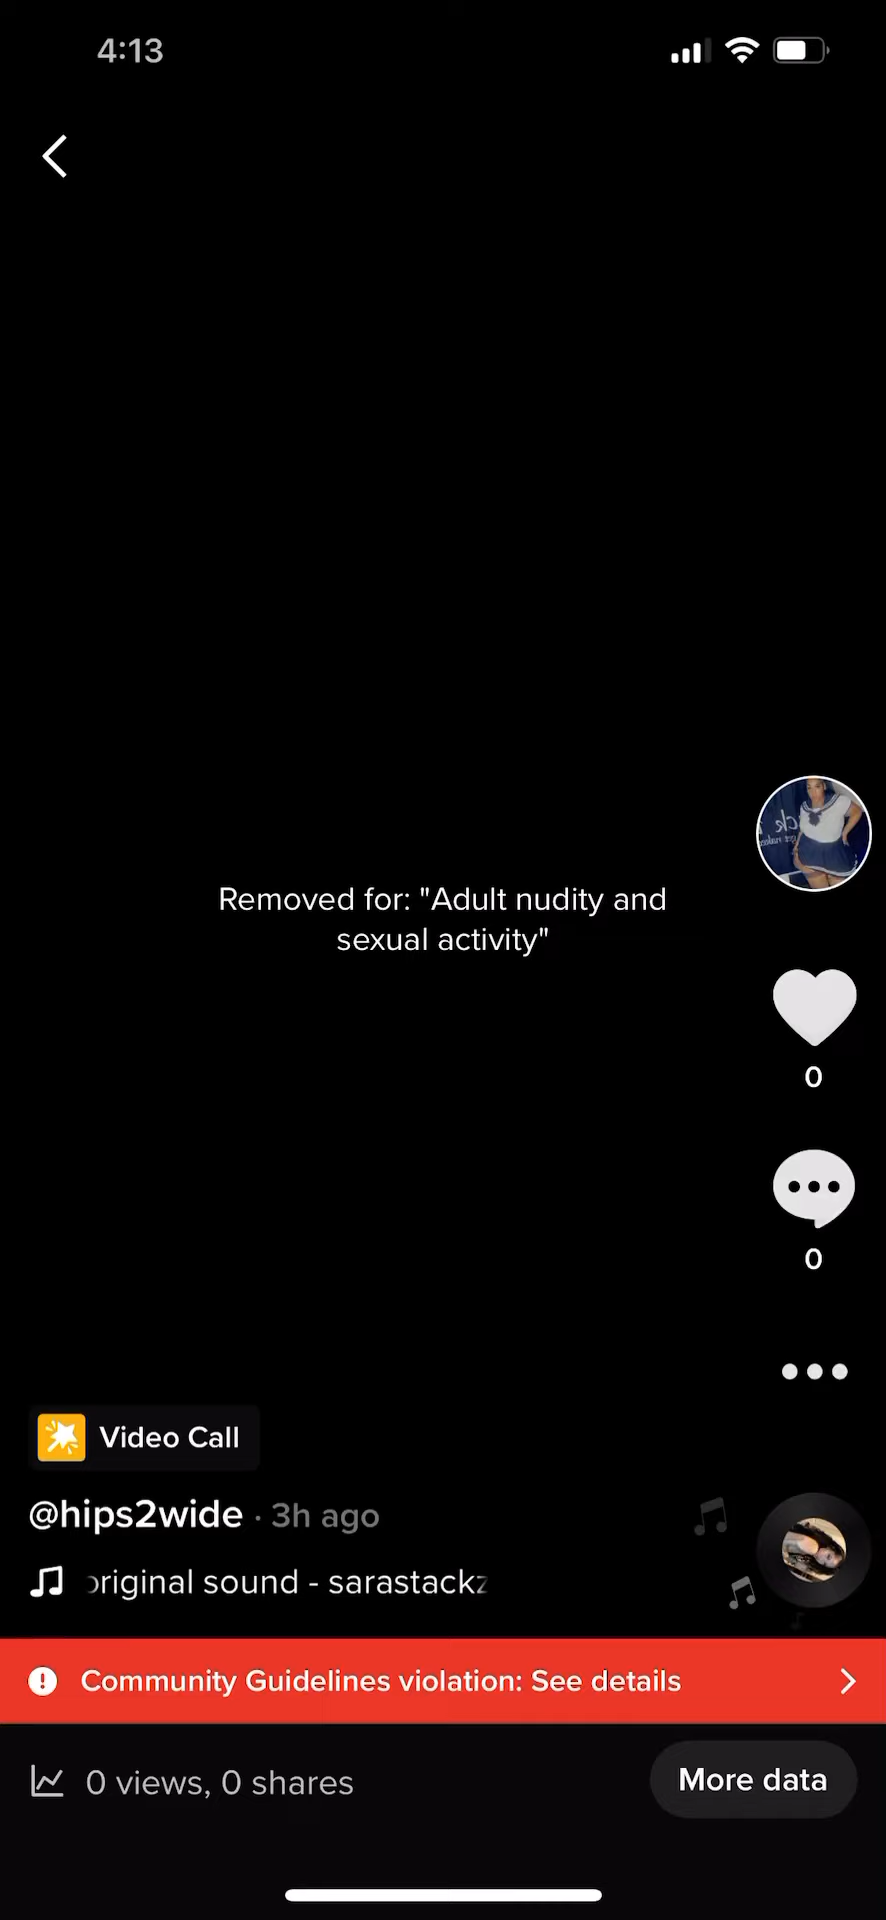 4:13
Removed for: "Adult nudity and
sexual activity"
0
0
Video Call
@hips2wide · 3h ago
original sound - sarastackz
Community Guidelines violation: See details
0 views, 0 shares
More data